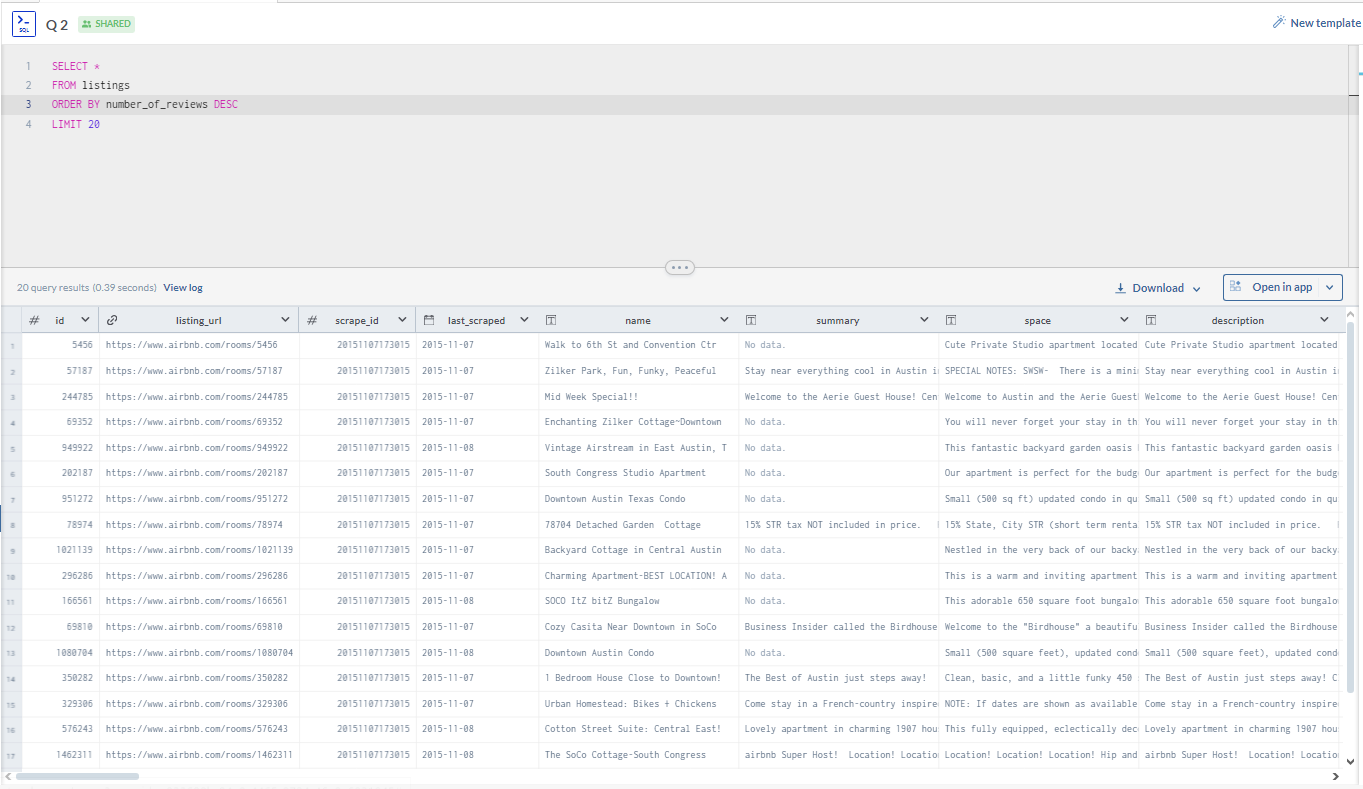 SQL
Q 2
SHARED
New template
1 SELECT *
2 FROM listings
3 ORDER BY number_of_reviews DESC
4 LIMIT 20
20 query results (0.39 seconds) View log
Download
Open in app
# id listing_url # scrape_id last_scraped name summary space description
1 5456 https://www.airbnb.com/rooms/5456 20151107173015 2015-11-07 Walk to 6th St and Convention Ctr No data. Cute Private Studio apartment located Cute Private Studio apartment located
2 57187 https://www.airbnb.com/rooms/57187 20151107173015 2015-11-07 Zilker Park, Fun, Funky, Peaceful Stay near everything cool in Austin i SPECIAL NOTES: SWSW- There is a mini Stay near everything cool in Austin i
3 244785 https://www.airbnb.com/rooms/244785 20151107173015 2015-11-07 Mid Week Special!! Welcome to the Aerie Guest House! Cen Welcome to Austin and the Aerie Guest Welcome to the Aerie Guest House! Cen
4 69352 https://www.airbnb.com/rooms/69352 20151107173015 2015-11-07 Enchanting Zilker Cottage~Downtown No data. You will never forget your stay in th You will never forget your stay in th
5 949922 https://www.airbnb.com/rooms/949922 20151107173015 2015-11-08 Vintage Airstream in East Austin, T No data. This fantastic backyard garden oasis This fantastic backyard garden oasis
6 202187 https://www.airbnb.com/rooms/202187 20151107173015 2015-11-07 South Congress Studio Apartment No data. Our apartment is perfect for the budg Our apartment is perfect for the budg
7 951272 https://www.airbnb.com/rooms/951272 20151107173015 2015-11-07 Downtown Austin Texas Condo No data. Small (500 sq ft) updated condo in qu Small (500 sq ft) updated condo in qu
8 78974 https://www.airbnb.com/rooms/78974 20151107173015 2015-11-07 78704 Detached Garden Cottage 15% STR tax NOT included in price. 15% State, City STR (short term renta 15% STR tax NOT included in price.
9 1021139 https://www.airbnb.com/rooms/1021139 20151107173015 2015-11-07 Backyard Cottage in Central Austin No data. Nestled in the very back of our backy Nestled in the very back of our backy
10 296286 https://www.airbnb.com/rooms/296286 20151107173015 2015-11-07 Charming Apartment-BEST LOCATION! A No data. This is a warm and inviting apartment This is a warm and inviting apartment
11 166561 https://www.airbnb.com/rooms/166561 20151107173015 2015-11-08 SOCO ItZ bitZ Bungalow No data. This adorable 650 square foot bungalo This adorable 650 square foot bungalo
12 69810 https://www.airbnb.com/rooms/69810 20151107173015 2015-11-07 Cozy Casita Near Downtown in SoCo Business Insider called the Birdhouse Welcome to the "Birdhouse" a beautifu Business Insider called the Birdhouse
13 1080704 https://www.airbnb.com/rooms/1080704 20151107173015 2015-11-08 Downtown Austin Condo No data. Small (500 square feet), updated cond Small (500 square feet), updated cond
14 350282 https://www.airbnb.com/rooms/350282 20151107173015 2015-11-07 1 Bedroom House Close to Downtown! The Best of Austin just steps away! Clean, basic, and a little funky 450 The Best of Austin just steps away! C
15 329306 https://www.airbnb.com/rooms/329306 20151107173015 2015-11-07 Urban Homestead: Bikes + Chickens Come stay in a French-country inspire NOTE: If dates are shown as available Come stay in a French-country inspire
16 576243 https://www.airbnb.com/rooms/576243 20151107173015 2015-11-08 Cotton Street Suite: Central East! Lovely apartment in charming 1907 hou This fully equipped, eclectically dec Lovely apartment in charming 1907 hou
17 1462311 https://www.airbnb.com/rooms/1462311 20151107173015 2015-11-08 The SoCo Cottage-South Congress airbnb Super Host! Location! Locatio Location! Location! Location! Hip and airbnb Super Host! Location! Locatio